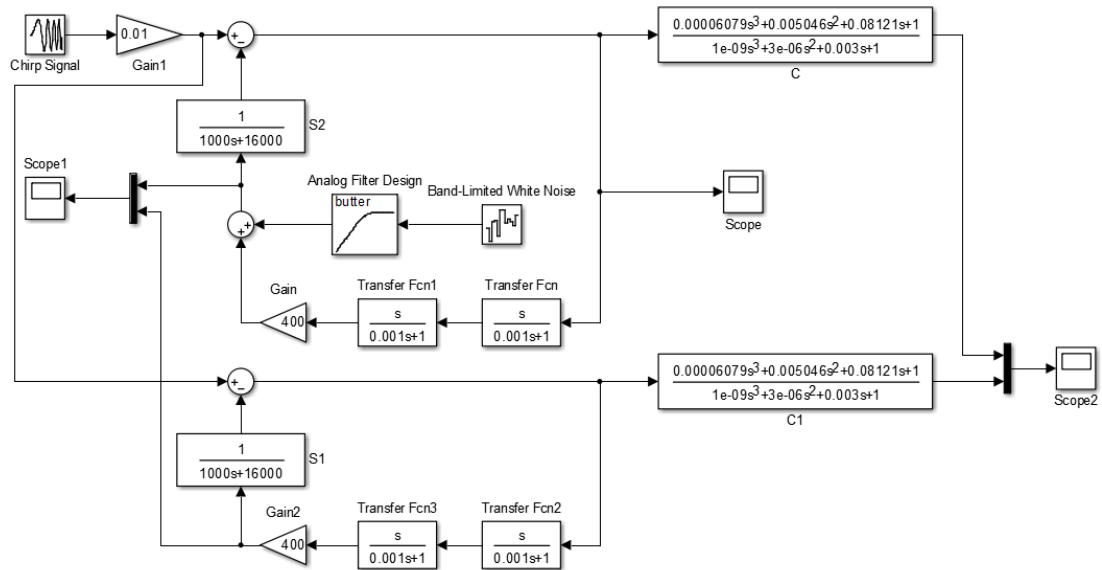 0.01
Chirp Signal
Gain1
+
-
0.00006079s3+0.005046s2+0.08121s+1
1e-09s3+3e-06s2+0.003s+1
C
1
1000s+16000
S2
Scope1
Analog Filter Design
butter
Band-Limited White Noise
Scope
+
+
Gain
400
Transfer Fcn1
s
0.001s+1
Transfer Fcn
s
0.001s+1
+
-
0.00006079s3+0.005046s2+0.08121s+1
1e-09s3+3e-06s2+0.003s+1
C1
Scope2
1
1000s+16000
S1
Gain2
400
Transfer Fcn3
s
0.001s+1
Transfer Fcn2
s
0.001s+1